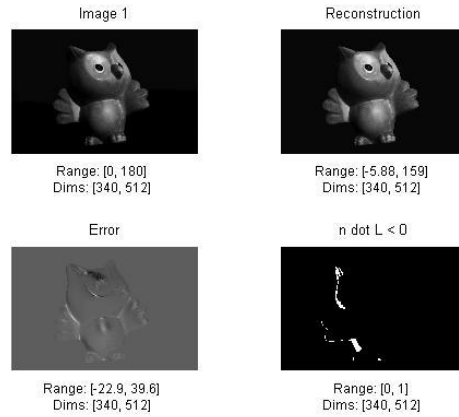 Image 1
Reconstruction
Range: [0, 180]
Dims: [340, 512]
Range: [-5.88, 159]
Dims: [340, 512]
Error
n dot L < 0
Range: [-22.9, 39.6]
Dims: [340, 512]
Range: [0, 1]
Dims: [340, 512]